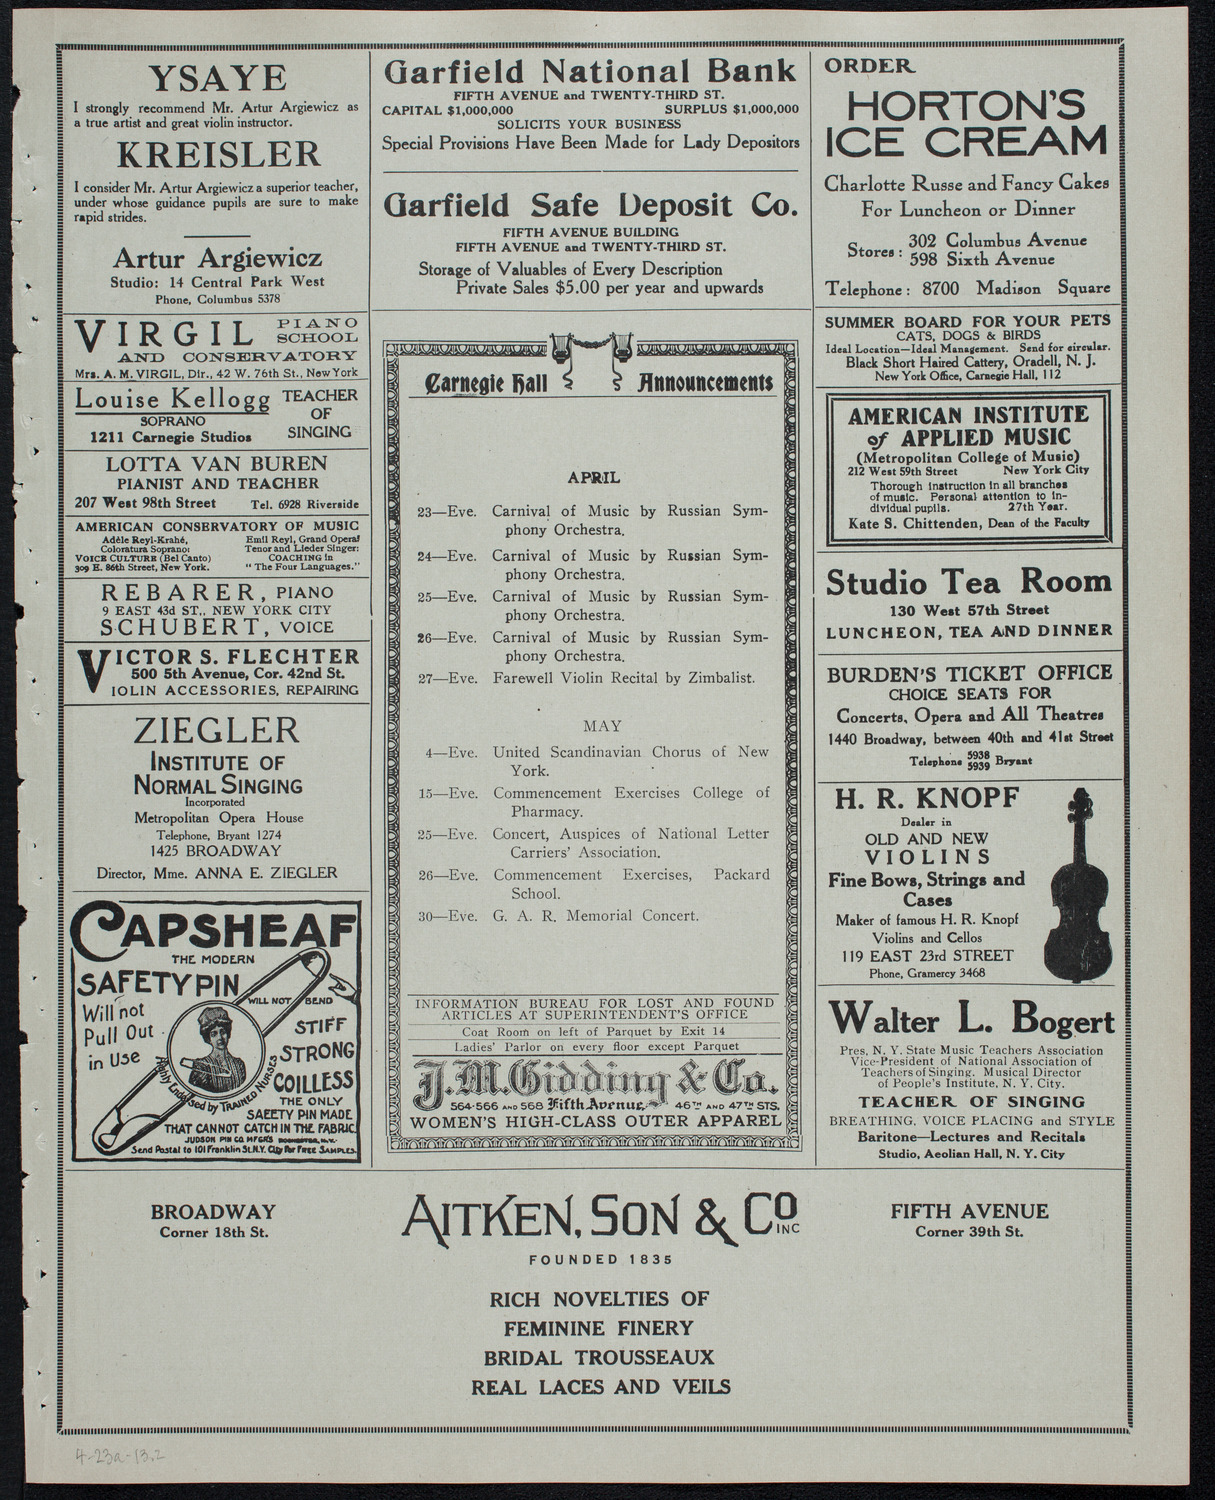 YSAYE
I strongly recommend Mr. Artur Argiewicz as
a true artist and great violin instructor.
KREISLER
I consider Mr. Artur Argiewicz a superior teacher,
under whose guidance pupils are sure to make
rapid strides.
Artur Argiewicz
Studio: 14 Central Park West
Phone, Columbus 5378
VIRGIL PIANO SCHOOL
AND CONSERVATORY
Mrs. A. M. VIRGIL, Dir., 42 W. 76th St., New York
Louise Kellogg
SOPRANO
1211 Carnegie Studios
TEACHER
OF
SINGING
LOTTA VAN BUREN
PIANIST AND TEACHER
207 West 98th Street Tel. 6928 Riverside
AMERICAN CONSERVATORY OF MUSIC
Adèle Reyl-Krahé,
Coloratura Soprano:
VOICE CULTURE (Bel Canto)
309 E. 86th Street, New York.
Emil Reyl, Grand Opera
Tenor and Lieder Singer:
COACHING in
"The Four Languages."
REBARER, PIANO
9 EAST 43d ST., NEW YORK CITY
SCHUBERT, VOICE
VICTOR S. FLECHTER
500 5th Avenue, Cor. 42nd St.
VIOLIN ACCESSORIES, REPAIRING
ZIEGLER
INSTITUTE OF
NORMAL SINGING
Incorporated
Metropolitan Opera House
Telephone, Bryant 1274
1425 BROADWAY
Director, Mme. ANNA E. ZIEGLER
CAPSHEAF
THE MODERN
SAFETY PIN
Will not
Pull Out
in Use
WILL NOT BEND
STIFF
STRONG
COILLESS
Highly Endorsed by TRAINED NURSES
THE ONLY
SAFETY PIN MADE
THAT CANNOT CATCH IN THE FABRIC.
JUDSON PIN CO. MFGRS ROCHESTER, N.Y.
Send Postal to 101 Franklin St. N.Y. City for FREE SAMPLES.
Garfield National Bank
FIFTH AVENUE and TWENTY-THIRD ST.
CAPITAL $1,000,000 SURPLUS $1,000,000
SOLICITS YOUR BUSINESS
Special Provisions Have Been Made for Lady Depositors
Garfield Safe Deposit Co.
FIFTH AVENUE BUILDING
FIFTH AVENUE and TWENTY-THIRD ST.
Storage of Valuables of Every Description
Private Sales $5.00 per year and upwards
Carnegie Hall Announcements
APRIL
23—Eve. Carnival of Music by Russian Sym-
phony Orchestra.
24—Eve. Carnival of Music by Russian Sym-
phony Orchestra.
25—Eve. Carnival of Music by Russian Sym-
phony Orchestra.
26—Eve. Carnival of Music by Russian Sym-
phony Orchestra.
27—Eve. Farewell Violin Recital by Zimbalist.
MAY
4—Eve. United Scandinavian Chorus of New
York.
15—Eve. Commencement Exercises College of
Pharmacy.
25—Eve. Concert, Auspices of National Letter
Carriers' Association.
26—Eve. Commencement Exercises, Packard
School.
30—Eve. G. A. R. Memorial Concert.
INFORMATION BUREAU FOR LOST AND FOUND
ARTICLES AT SUPERINTENDENT'S OFFICE
Coat Room on left of Parquet by Exit 14
Ladies' Parlor on every floor except Parquet
J. M. Gidding & Co.
564-566 AND 568 Fifth Avenue, 46TH AND 47TH STS.
WOMEN'S HIGH-CLASS OUTER APPAREL
ORDER
HORTON'S
ICE CREAM
Charlotte Russe and Fancy Cakes
For Luncheon or Dinner
Stores: 302 Columbus Avenue
598 Sixth Avenue
Telephone: 8700 Madison Square
SUMMER BOARD FOR YOUR PETS
CATS, DOGS & BIRDS
Ideal Location—Ideal Management. Send for circular.
Black Short Haired Cattery, Oradell, N. J.
New York Office, Carnegie Hall, 112
AMERICAN INSTITUTE
of APPLIED MUSIC
(Metropolitan College of Music)
212 West 59th Street New York City
Thorough instruction in all branches
of music. Personal attention to in-
dividual pupils. 27th Year.
Kate S. Chittenden, Dean of the Faculty
Studio Tea Room
130 West 57th Street
LUNCHEON, TEA AND DINNER
BURDEN'S TICKET OFFICE
CHOICE SEATS FOR
Concerts, Opera and All Theatres
1440 Broadway, between 40th and 41st Street
Telephone 5938
5939 Bryant
H. R. KNOPF
Dealer in
OLD AND NEW
VIOLINS
Fine Bows, Strings and
Cases
Maker of famous H. R. Knopf
Violins and Cellos
119 EAST 23rd STREET
Phone, Gramercy 3468
Walter L. Bogert
Pres. N. Y. State Music Teachers Association
Vice-President of National Association of
Teachers of Singing. Musical Director
of People's Institute, N. Y. City.
TEACHER OF SINGING
BREATHING, VOICE PLACING and STYLE
Baritone—Lectures and Recitals
Studio, Aeolian Hall, N. Y. City
BROADWAY
Corner 18th St.
AITKEN, SON & CO INC
FOUNDED 1835
FIFTH AVENUE
Corner 39th St.
RICH NOVELTIES OF
FEMININE FINERY
BRIDAL TROUSSEAUX
REAL LACES AND VEILS
4-23a-13.2